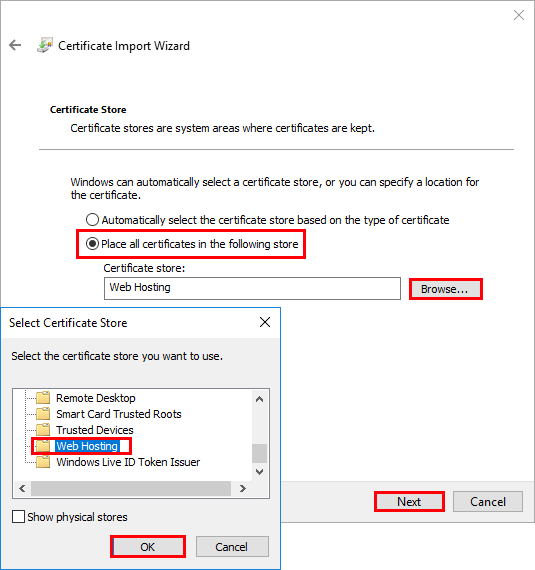 Certificate Import Wizard
Certificate Store
Certificate stores are system areas where certificates are kept.
Windows can automatically select a certificate store, or you can specify a location for
the certificate.
Automatically select the certificate store based on the type of certificate
Place all certificates in the following store
Certificate store:
Web Hosting
Browse...
Select Certificate Store
Select the certificate store you want to use.
Remote Desktop
Smart Card Trusted Roots
Trusted Devices
Web Hosting
Windows Live ID Token Issuer
Show physical stores
OK
Cancel
Next
Cancel